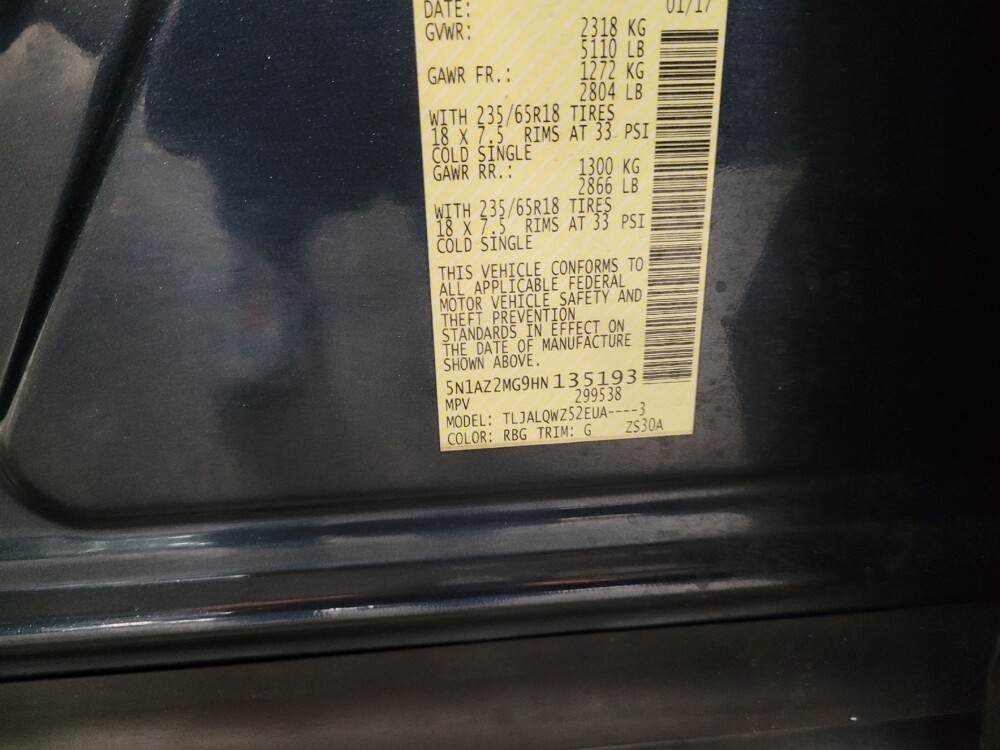 DATE: 01/17
GVWR: 2318 KG
5110 LB
GAWR FR.: 1272 KG
2804 LB
WITH 235/65R18 TIRES
18 X 7.5 RIMS AT 33 PSI
COLD SINGLE
GAWR RR.: 1300 KG
2866 LB
WITH 235/65R18 TIRES
18 X 7.5 RIMS AT 33 PSI
COLD SINGLE
THIS VEHICLE CONFORMS TO
ALL APPLICABLE FEDERAL
MOTOR VEHICLE SAFETY AND
THEFT PREVENTION
STANDARDS IN EFFECT ON
THE DATE OF MANUFACTURE
SHOWN ABOVE.
5N1AZ2MG9HN135193
MPV 299538
MODEL: TLJALQWZ52EUA----3
COLOR: RBG TRIM: G ZS30A